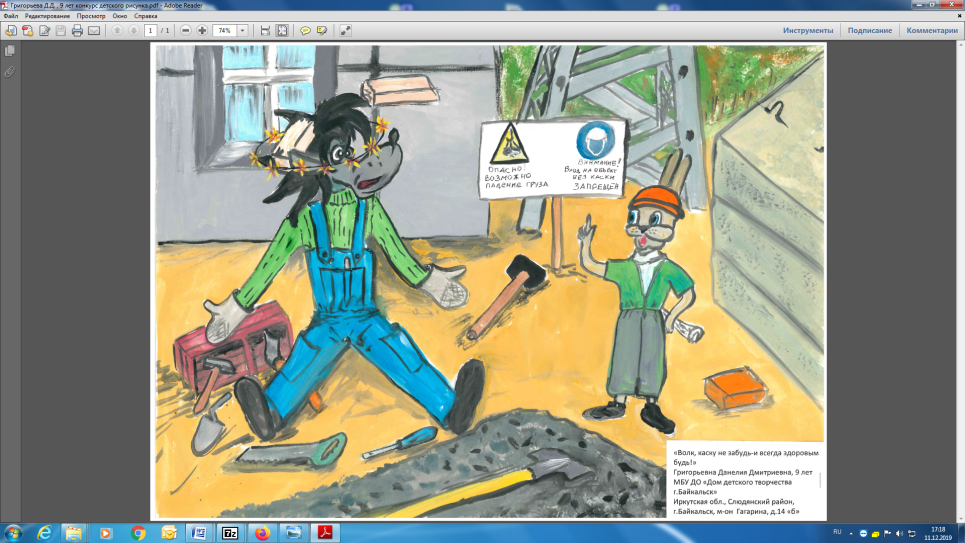 Григорьева Д.Д. , 9 лет конкурс детского рисунка.pdf - Adobe Reader
Файл Редактирование Просмотр Окно Справка
1 / 1 74% Инструменты Подписание Комментарии
ОПАСНО!
ВОЗМОЖНО
ПАДЕНИЕ ГРУЗА
ВНИМАНИЕ!
ВХОД НА ОБЪЕКТ
БЕЗ КАСКИ
ЗАПРЕЩЁН
«Волк, каску не забудь-и всегда здоровым
будь!»
Григорьевна Данелия Дмитриевна, 9 лет
МБУ ДО «Дом детского творчества
г.Байкальск»
Иркутская обл., Слюдянский район,
г.Байкальск, м-он Гагарина, д.14 «б»
RU 17:18
11.12.2019